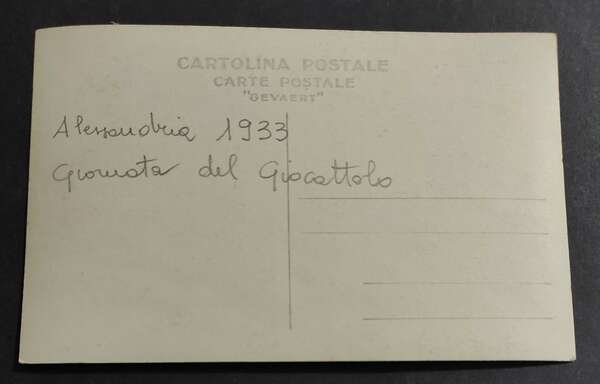 CARTOLINA POSTALE
CARTE POSTALE
"GEVAERT"
Alessandria 1933
Giornata del Giocattolo